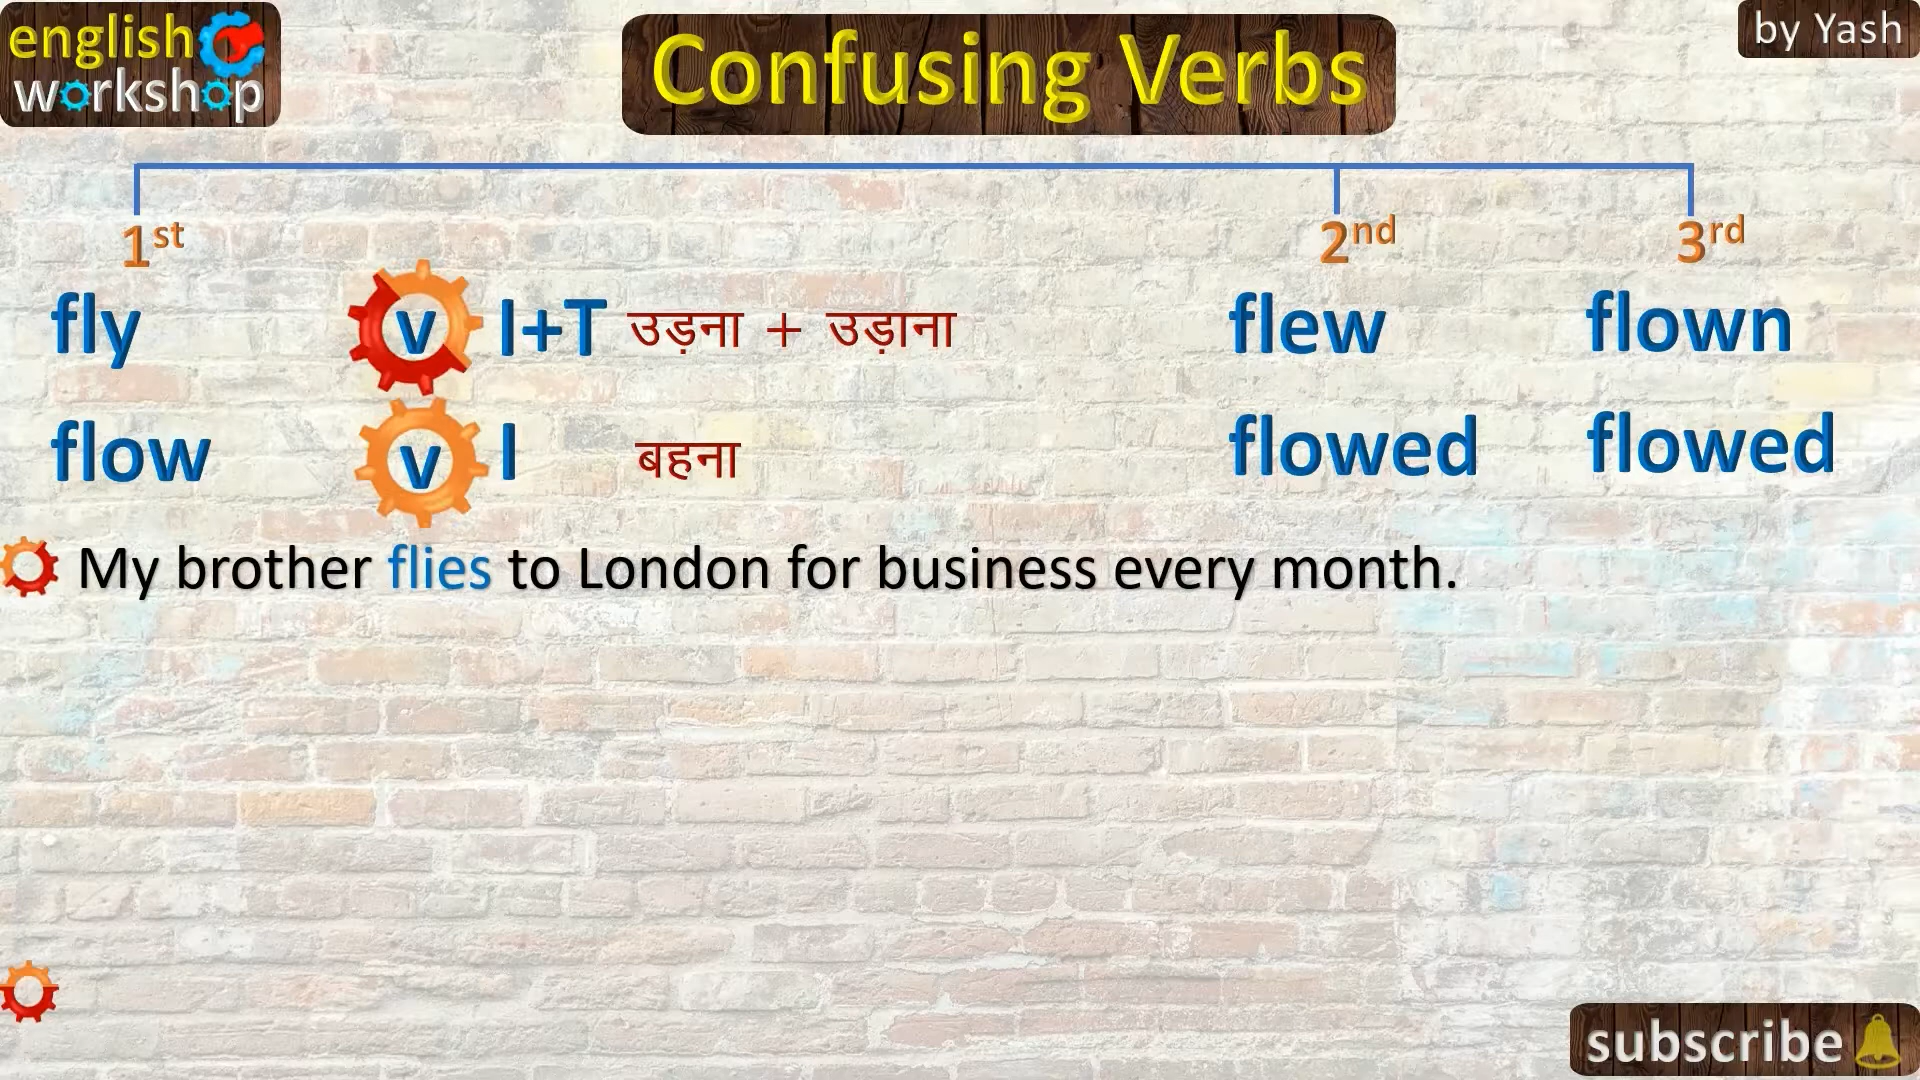 english
workshop
Confusing Verbs
by Yash
1st 2nd 3rd
fly v I+T उड़ना + उड़ाना flew flown
flow v I बहना flowed flowed
My brother flies to London for business every month.
subscribe